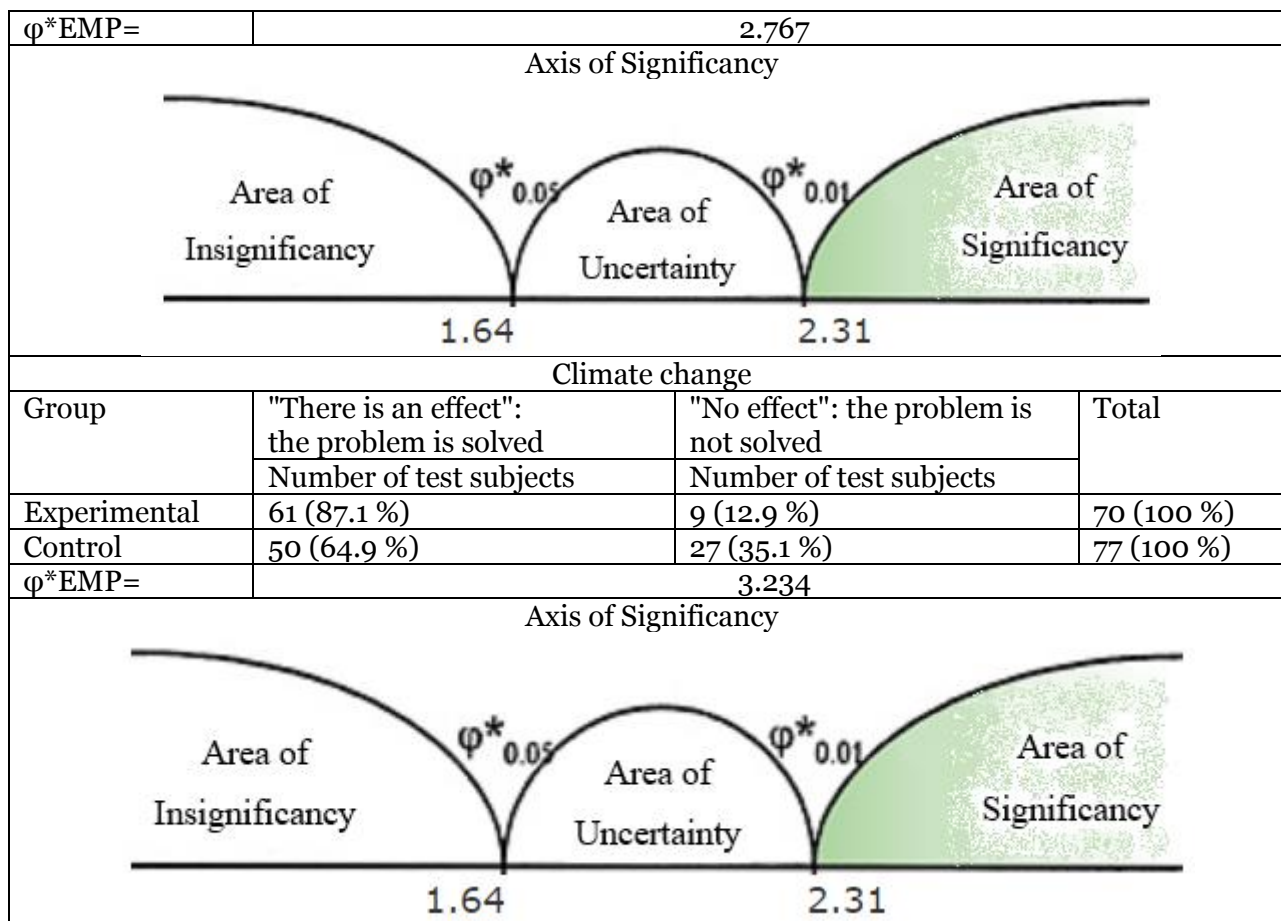 φ*EMP= 2.767
Axis of Significancy
Area of
Insignificancy
φ*0.05
Area of
Uncertainty
φ*0.01
Area of
Significancy
1.64 2.31
Climate change
Group "There is an effect": "No effect": the problem is Total
the problem is solved not solved
Number of test subjects Number of test subjects
Experimental 61 (87.1 %) 9 (12.9 %) 70 (100 %)
Control 50 (64.9 %) 27 (35.1 %) 77 (100 %)
φ*EMP= 3.234
Axis of Significancy
Area of
Insignificancy
φ*0.05
Area of
Uncertainty
φ*0.01
Area of
Significancy
1.64 2.31